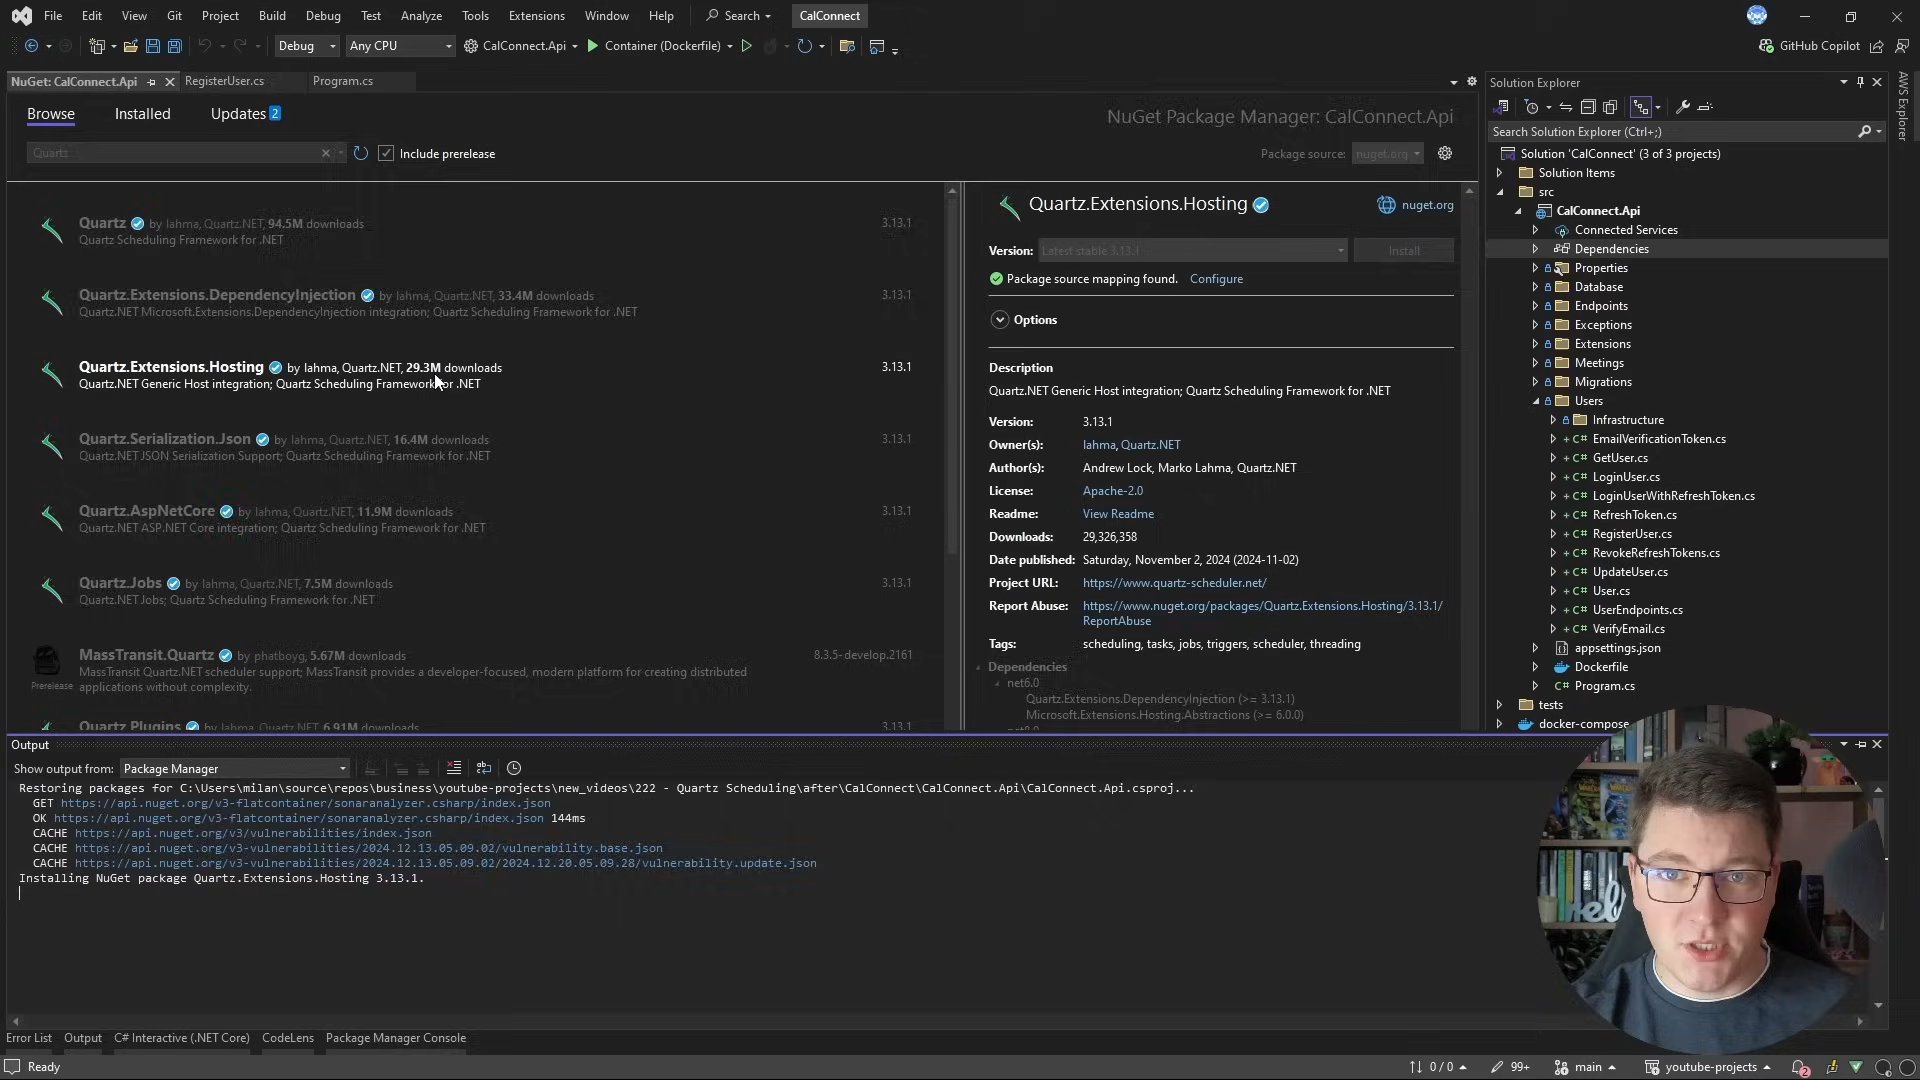 File Edit View Git Project Build Debug Test Analyze Tools Extensions Window Help Search CalConnect
Debug Any CPU CalConnect.Api Container (Dockerfile) GitHub Copilot
NuGet: CalConnect.Api RegisterUser.cs Program.cs
Browse Installed Updates 2
NuGet Package Manager: CalConnect.Api
Quartz Include prerelease Package source: nuget.org
Quartz by lahma, Quartz.NET, 94.5M downloads 3.13.1
Quartz Scheduling Framework for .NET
Quartz.Extensions.DependencyInjection by lahma, Quartz.NET, 33.4M downloads 3.13.1
Quartz.NET Microsoft.Extensions.DependencyInjection integration; Quartz Scheduling Framework for .NET
Quartz.Extensions.Hosting by lahma, Quartz.NET, 29.3M downloads 3.13.1
Quartz.NET Generic Host integration; Quartz Scheduling Framework for .NET
Quartz.Serialization.Json by lahma, Quartz.NET, 16.4M downloads 3.13.1
Quartz.NET JSON Serialization Support; Quartz Scheduling Framework for .NET
Quartz.AspNetCore by lahma, Quartz.NET, 11.9M downloads 3.13.1
Quartz.NET ASP.NET Core integration; Quartz Scheduling Framework for .NET
Quartz.Jobs by lahma, Quartz.NET, 7.5M downloads 3.13.1
Quartz.NET Jobs; Quartz Scheduling Framework for .NET
MassTransit.Quartz by phatboyg, 5.67M downloads 8.3.5-develop.2161
MassTransit Quartz.NET scheduler support; MassTransit provides a developer-focused, modern platform for creating distributed
Prerelease applications without complexity.
Quartz.Plugins by lahma, Quartz.NET, 6.91M downloads 3.13.1
Quartz.Extensions.Hosting nuget.org
Version: Latest stable 3.13.1 Install
Package source mapping found. Configure
Options
Description
Quartz.NET Generic Host integration; Quartz Scheduling Framework for .NET
Version: 3.13.1
Owner(s): lahma, Quartz.NET
Author(s): Andrew Lock, Marko Lahma, Quartz.NET
License: Apache-2.0
Readme: View Readme
Downloads: 29,326,358
Date published: Saturday, November 2, 2024 (2024-11-02)
Project URL: https://www.quartz-scheduler.net/
Report Abuse: https://www.nuget.org/packages/Quartz.Extensions.Hosting/3.13.1/
ReportAbuse
Tags: scheduling, tasks, jobs, triggers, scheduler, threading
Dependencies
net6.0
Quartz.Extensions.DependencyInjection (>= 3.13.1)
Microsoft.Extensions.Hosting.Abstractions (>= 6.0.0)
Solution Explorer
Search Solution Explorer (Ctrl+;)
Solution 'CalConnect' (3 of 3 projects)
Solution Items
src
CalConnect.Api
Connected Services
Dependencies
Properties
Database
Endpoints
Exceptions
Extensions
Meetings
Migrations
Users
Infrastructure
C# EmailVerificationToken.cs
C# GetUser.cs
C# LoginUser.cs
C# LoginUserWithRefreshToken.cs
C# RefreshToken.cs
C# RegisterUser.cs
C# RevokeRefreshTokens.cs
C# UpdateUser.cs
C# User.cs
C# UserEndpoints.cs
C# VerifyEmail.cs
appsettings.json
Dockerfile
C# Program.cs
tests
docker-compose
AWS Explorer
Output
Show output from: Package Manager
Restoring packages for C:\Users\milan\source\repos\business\youtube-projects\new_videos\222 - Quartz Scheduling\after\CalConnect\CalConnect.Api\CalConnect.Api.csproj...
GET https://api.nuget.org/v3-flatcontainer/sonaranalyzer.csharp/index.json
OK https://api.nuget.org/v3-flatcontainer/sonaranalyzer.csharp/index.json 144ms
CACHE https://api.nuget.org/v3/vulnerabilities/index.json
CACHE https://api.nuget.org/v3-vulnerabilities/2024.12.13.05.09.02/vulnerability.base.json
CACHE https://api.nuget.org/v3-vulnerabilities/2024.12.13.05.09.02/2024.12.20.05.09.28/vulnerability.update.json
Installing NuGet package Quartz.Extensions.Hosting 3.13.1.
Error List Output C# Interactive (.NET Core) CodeLens Package Manager Console
Ready 0 / 0 99+ main youtube-projects 2